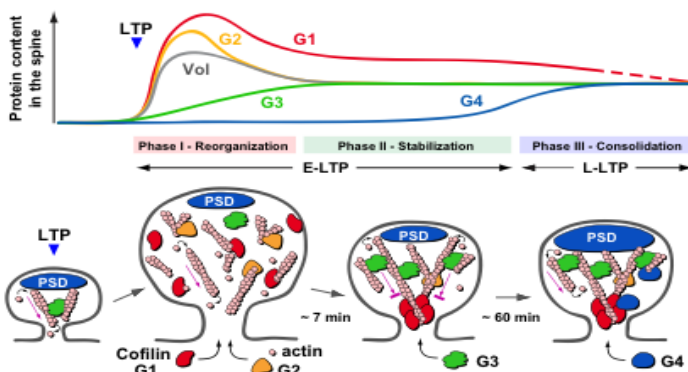 Protein content
in the spine
LTP
G1
G2
Vol
G3
G4
Phase I - Reorganization
Phase II - Stabilization
Phase III - Consolidation
E-LTP
L-LTP
LTP
PSD
PSD
PSD
PSD
~ 7 min
~ 60 min
Cofilin
G1
actin
G2
G3
G4